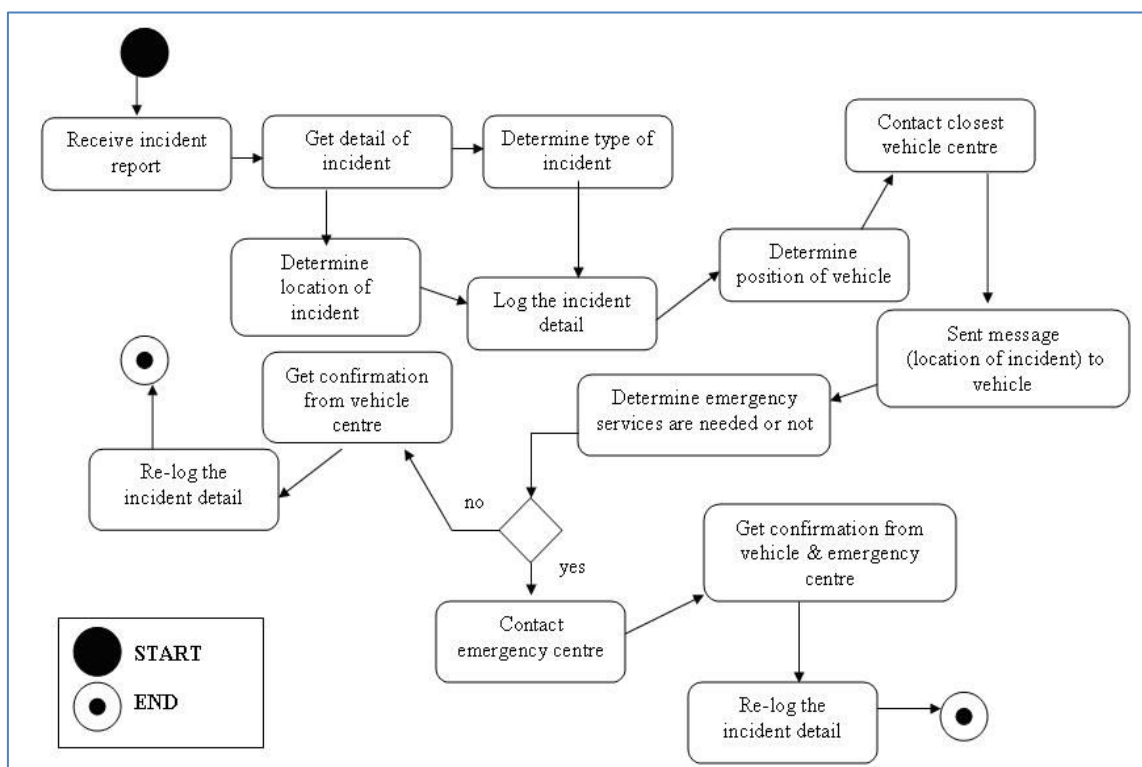 Receive incident
report
Get detail of
incident
Determine type of
incident
Contact closest
vehicle centre
Determine
location of
incident
Log the incident
detail
Determine
position of vehicle
Sent message
(location of incident) to
vehicle
Get confirmation
from vehicle
centre
Determine emergency
services are needed or not
Re-log the
incident detail
no
yes
Get confirmation from
vehicle & emergency
centre
Contact
emergency centre
Re-log the
incident detail
START
END